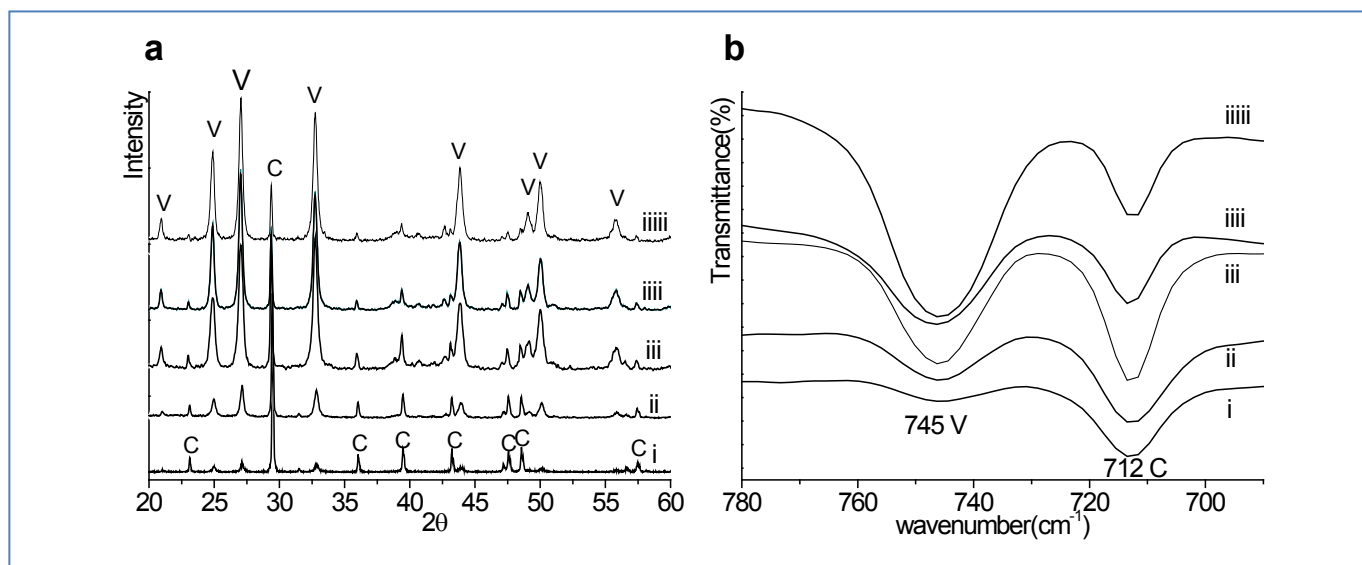 a
Intensity
V
V
V
C
V
V
V
V
V
iiiii
iiii
iii
ii
i
C
C
C
C
C
C
C
20 25 30 35 40 45 50 55 60
2θ
b
Transmittance(%)
iiiii
iiii
iii
ii
i
745 V
712 C
780 760 740 720 700
wavenumber(cm⁻¹)